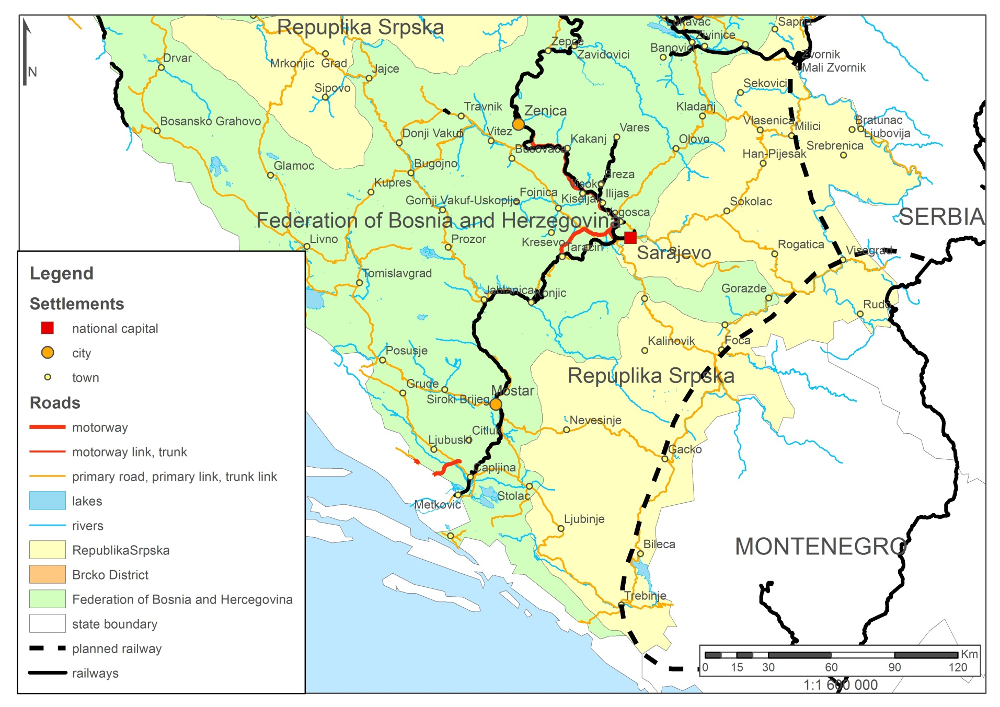 Repuplika Srpska
Lukavac
Sapna
Zepce
Zivinice
Zavidovici
Banovici
Drvar
Mrkonjic Grad
Jajce
Zvornik
Mali Zvornik
Sipovo
Sekovici
Travnik
Zenica
Kladanj
Bosansko Grahovo
Vlasenica
Milici
Bratunac
Donji Vakuf
Vitez
Vares
Ljubovija
Kakanj
Olovo
Busovaca
Han-Pijesak
Srebrenica
Glamoc
Bugojno
Breza
Kupres
Visoko
Fojnica
Kiseljak
Ilijas
Gornji Vakuf-Uskoplje
Sokolac
Vogosca
SERBIA
Federation of Bosnia and Herzegovina
Livno
Prozor
Kresevo
Taracin
Sarajevo
Rogatica
Visegrad
Tomislavgrad
Jablanica
Konjic
Gorazde
Rudo
Kalinovik
Foca
Posusje
Repuplika Srpska
Grude
Mostar
Siroki Brijeg
Nevesinje
Citluk
Ljubuski
Gacko
Capljina
Stolac
Metkovic
Ljubinje
Bileca
MONTENEGRO
Trebinje
N
Legend
Settlements
national capital
city
town
Roads
motorway
motorway link, trunk
primary road, primary link, trunk link
lakes
rivers
RepublikaSrpska
Brcko District
Federation of Bosnia and Hercegovina
state boundary
planned railway
railways
Km
0 15 30 60 90 120
1:1 600 000